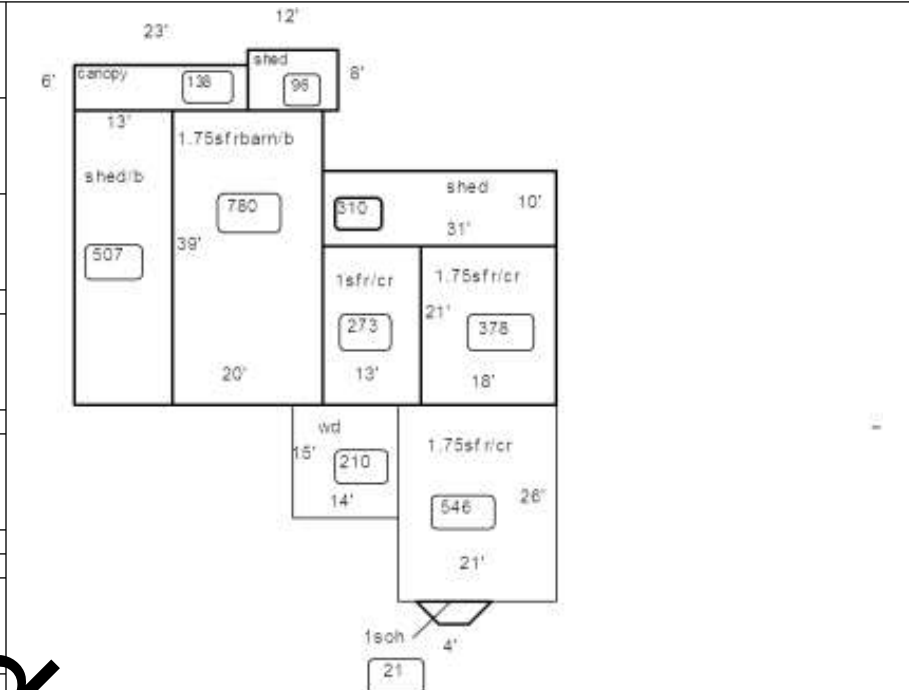 12'
23'
shed
8'
6'
canopy
138
96
13'
1.75sfrbarn/b
shed/b
shed
10'
780
310
31'
39'
507
1sfr/cr
1.75sfr/cr
21'
273
378
20'
13'
18'
wd
1.75sfr/cr
15'
210
14'
26'
546
21'
1soh
4'
21